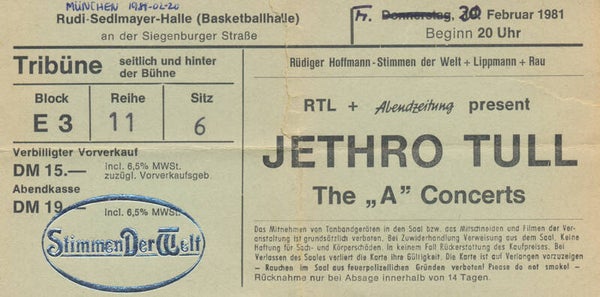 MÜNCHEN 1981-02-20
Rudi-Sedlmayer-Halle (Basketballhalle)
an der Siegenburger Straße
Fr. Donnerstag, 20 Februar 1981
Beginn 20 Uhr
Tribüne seitlich und hinter der Bühne
Block Reihe Sitz
E 3 11 6
Verbilligter Vorverkauf
DM 15.— incl. 6,5% MWSt.
zuzügl. Vorverkaufsgeb.
Abendkasse
DM 19.— incl. 6,5% MWSt.
Stimmen Der Welt
Rüdiger Hoffmann-Stimmen der Welt + Lippmann + Rau
RTL + Abendzeitung present
JETHRO TULL
The „A" Concerts
Das Mitnehmen von Tonbandgeräten in den Saal bzw. das Mitschneiden und Filmen der Ver-
anstaltung ist grundsätzlich verboten. Bei Zuwiderhandlung Verweisung aus dem Saal. Keine
Haftung für Sach- und Körperschäden. In keinem Fall Rückerstattung des Kaufpreises. Bei
Verlassen des Saales verliert die Karte ihre Gültigkeit. Die Karte ist auf Verlangen vorzuzeigen
— Rauchen im Saal aus feuerpolizeilichen Gründen verboten! Please do not smoke! —
Rücknahme nur bei Absage innerhalb von 14 Tagen.